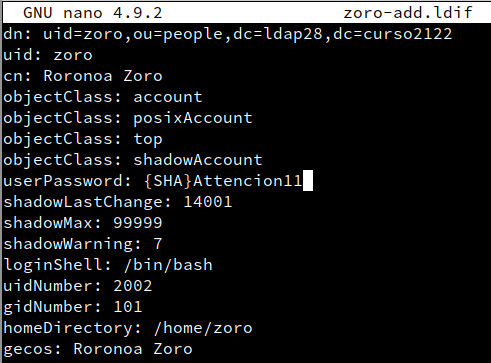 GNU nano 4.9.2 zoro-add.ldif
dn: uid=zoro,ou=people,dc=ldap28,dc=curso2122
uid: zoro
cn: Roronoa Zoro
objectClass: account
objectClass: posixAccount
objectClass: top
objectClass: shadowAccount
userPassword: {SHA}Attencion11
shadowLastChange: 14001
shadowMax: 99999
shadowWarning: 7
loginShell: /bin/bash
uidNumber: 2002
gidNumber: 101
homeDirectory: /home/zoro
gecos: Roronoa Zoro